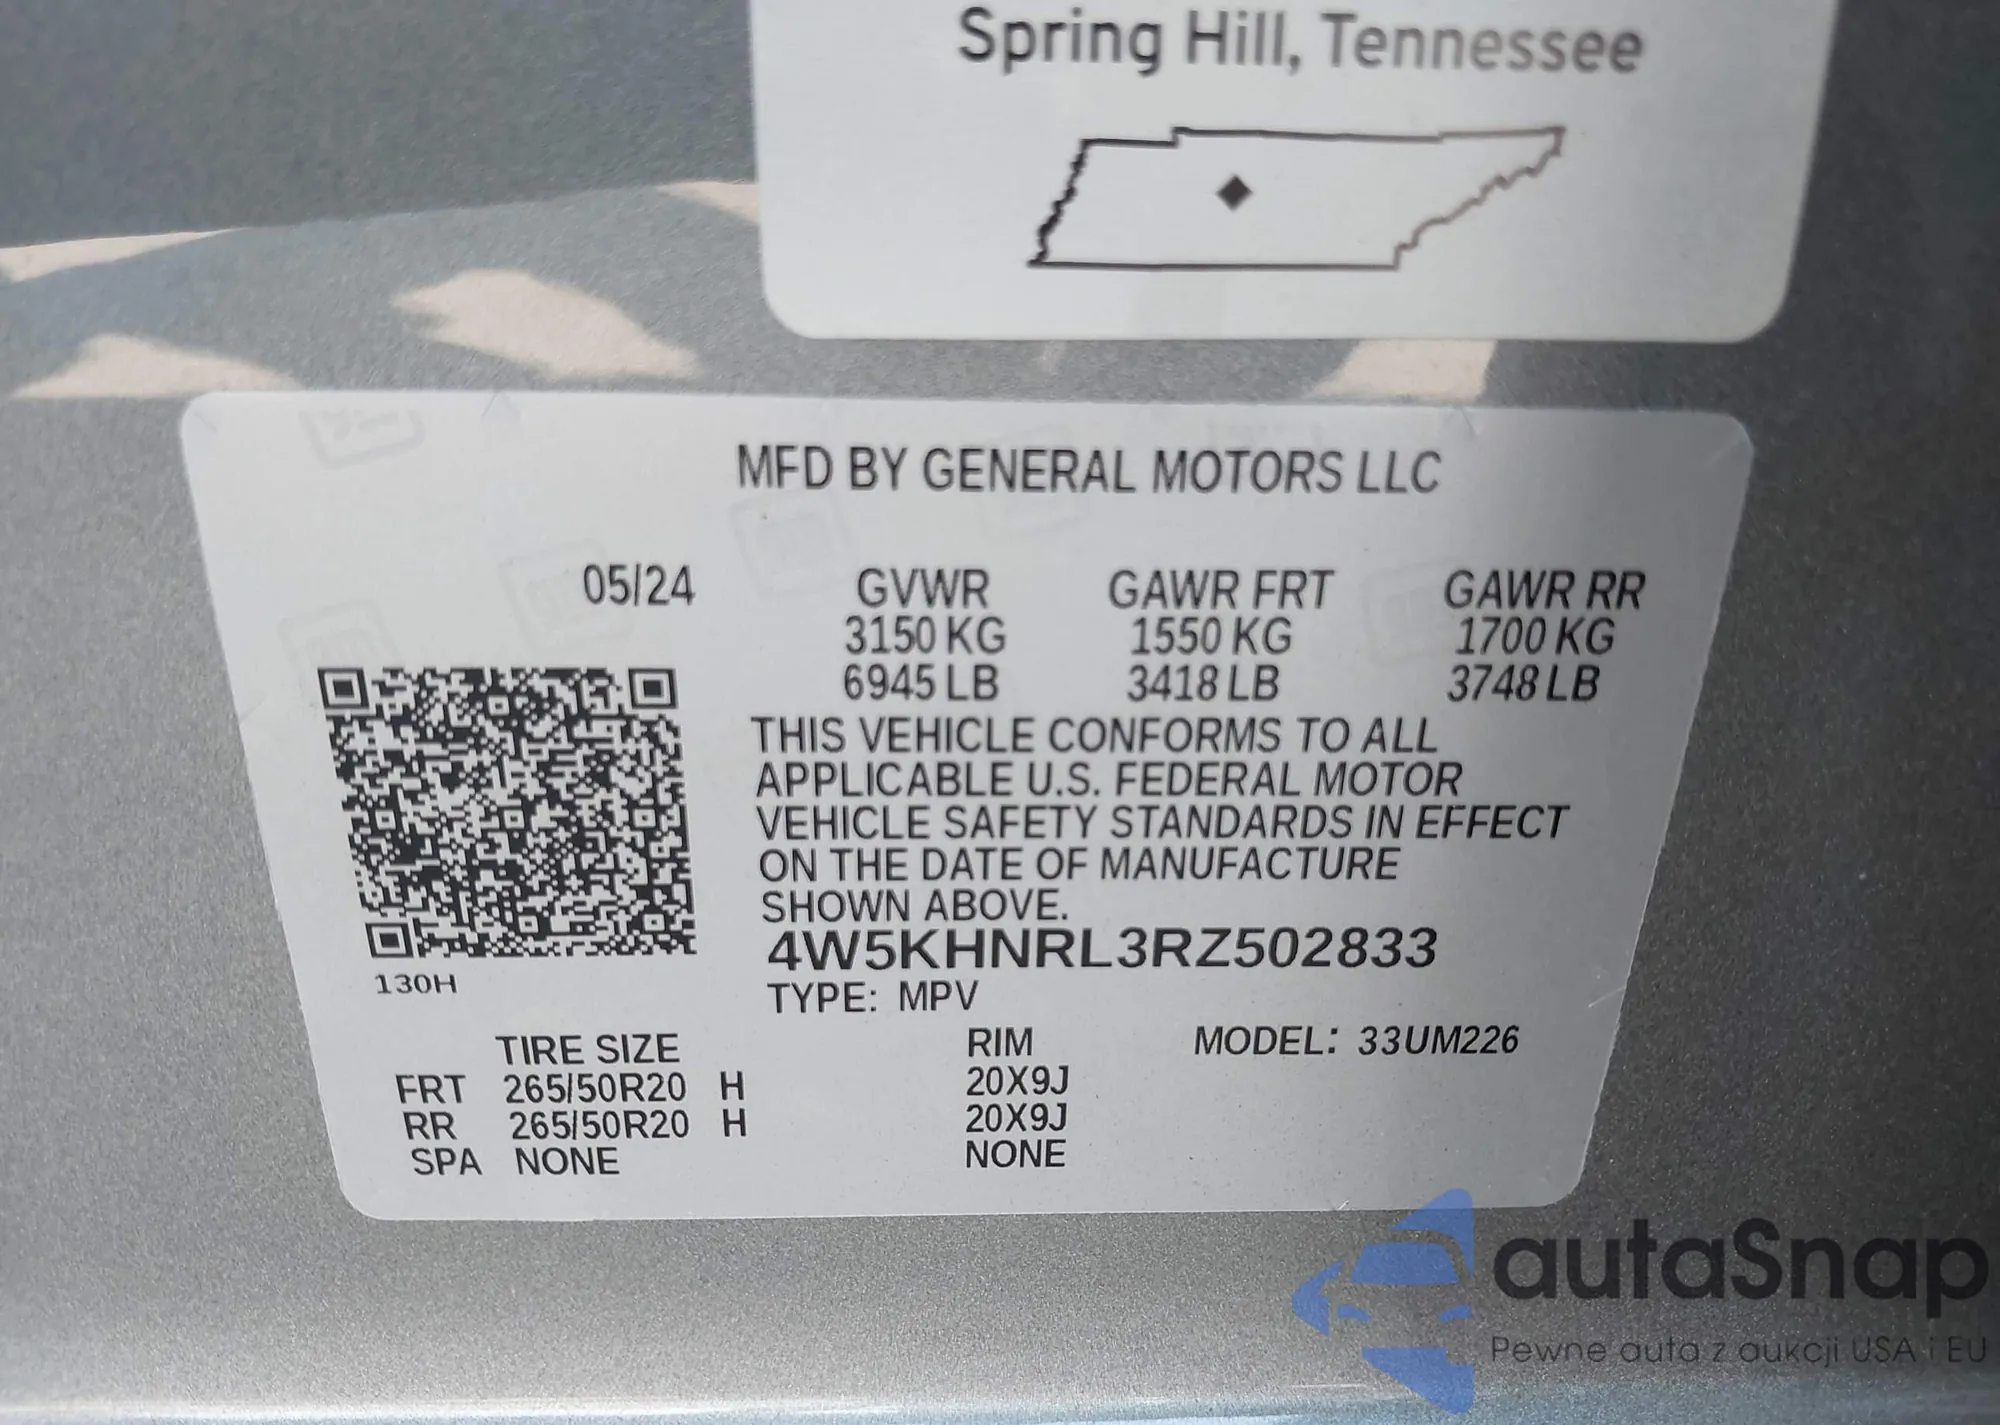 Spring Hill, Tennessee
MFD BY GENERAL MOTORS LLC
05/24 GVWR GAWR FRT GAWR RR
3150 KG 1550 KG 1700 KG
6945 LB 3418 LB 3748 LB
THIS VEHICLE CONFORMS TO ALL
APPLICABLE U.S. FEDERAL MOTOR
VEHICLE SAFETY STANDARDS IN EFFECT
ON THE DATE OF MANUFACTURE
SHOWN ABOVE.
4W5KHNRL3RZ502833
130H
TYPE: MPV
TIRE SIZE RIM MODEL: 33UM226
FRT 265/50R20 H 20X9J
RR 265/50R20 H 20X9J
SPA NONE NONE
autaSnap
Pewne auta z aukcji USA i EU